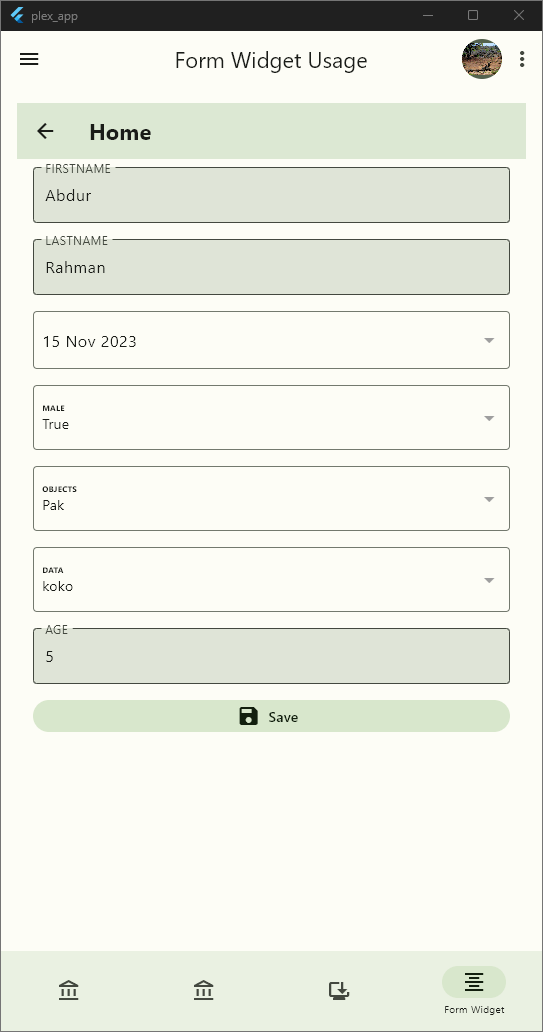 plex_app
Form Widget Usage
Home
FIRSTNAME
Abdur
LASTNAME
Rahman
15 Nov 2023
MALE
True
OBJECTS
Pak
DATA
koko
AGE
5
Save
Form Widget